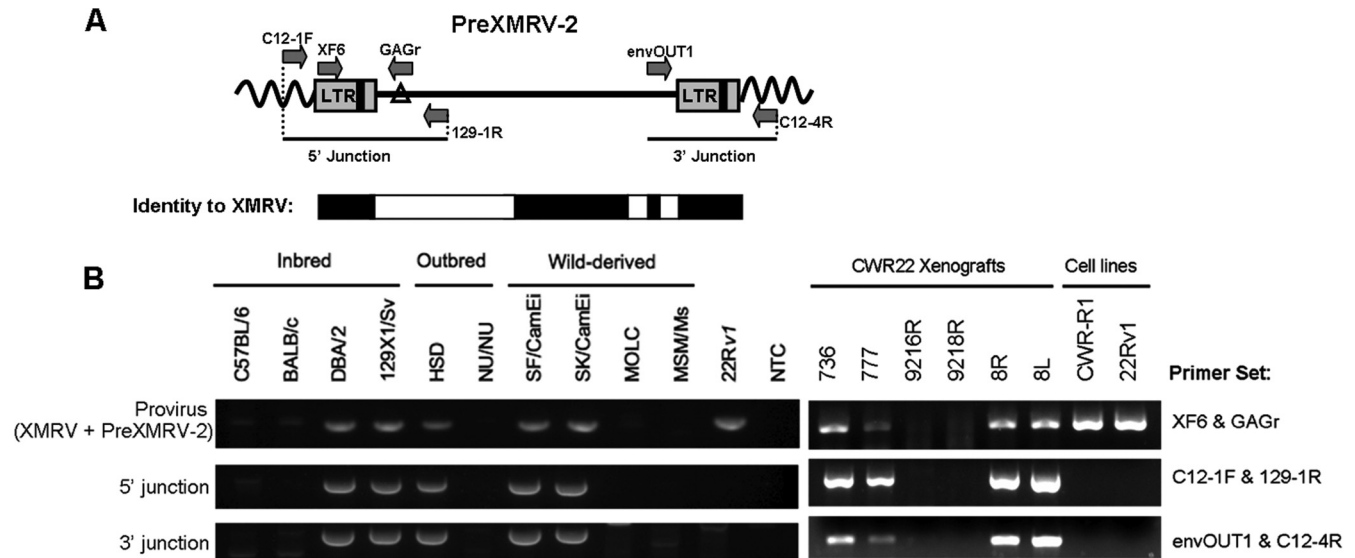 A
PreXMRV-2
C12-1F
XF6
GAGr
envOUT1
LTR
LTR
129-1R
C12-4R
5' Junction
3' Junction
Identity to XMRV:
B
Inbred
Outbred
Wild-derived
CWR22 Xenografts
Cell lines
C57BL/6
BALB/c
DBA/2
129X1/Sv
HSD
NU/NU
SF/CamEi
SK/CamEi
MOLC
MSM/Ms
22Rv1
NTC
736
777
9216R
9218R
8R
8L
CWR-R1
22Rv1
Primer Set:
Provirus
(XMRV + PreXMRV-2)
XF6 & GAGr
5' junction
C12-1F & 129-1R
3' junction
envOUT1 & C12-4R